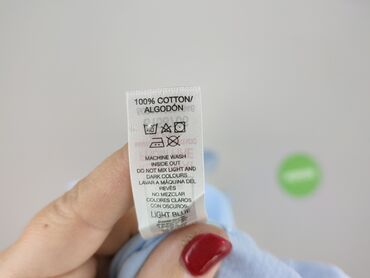 100% COTTON/
ALGODÓN
MACHINE WASH
INSIDE OUT
DO NOT MIX LIGHT AND
DARK COLOURS
LAVAR A MÁQUINA DEL
REVÉS
NO MEZCLAR
COLORES CLAROS
CON OSCUROS
LIGHT BLUE